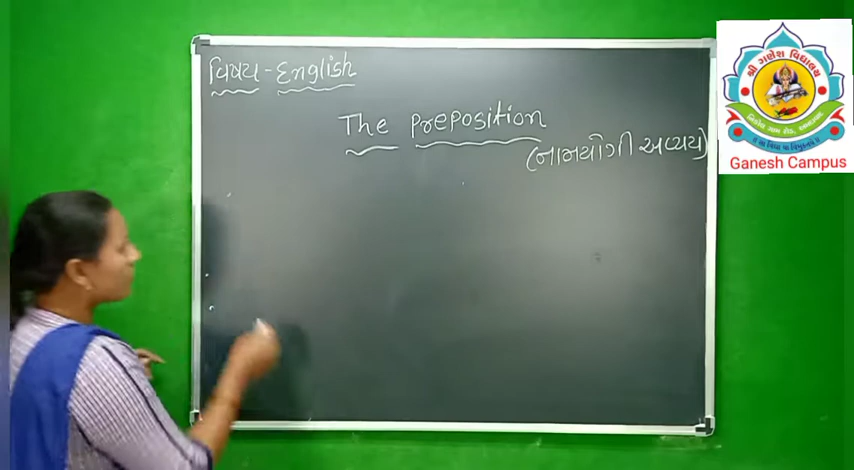 વિષય - English
The Preposition
(નામયોગી અવ્યય)
શ્રી ગણેશ વિદ્યાલય
Ganesh Campus